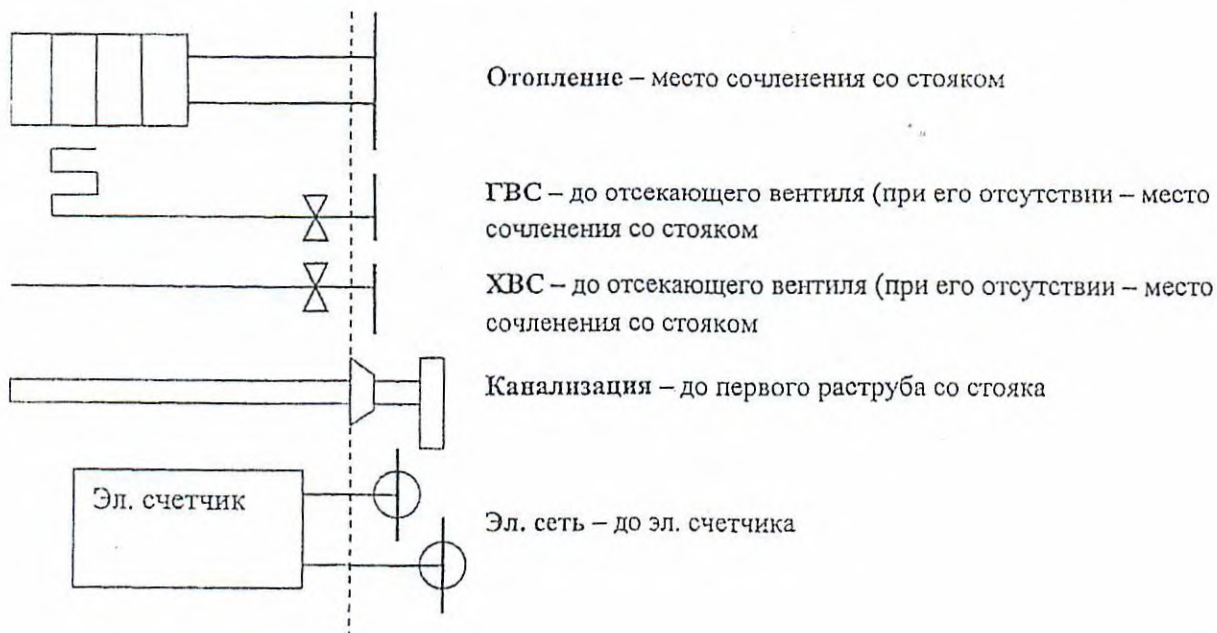 Отопление – место сочленения со стояком
ГВС – до отсекающего вентиля (при его отсутствии – место
сочленения со стояком
ХВС – до отсекающего вентиля (при его отсутствии – место
сочленения со стояком
Канализация – до первого раструба со стояка
Эл. счетчик
Эл. сеть – до эл. счетчика